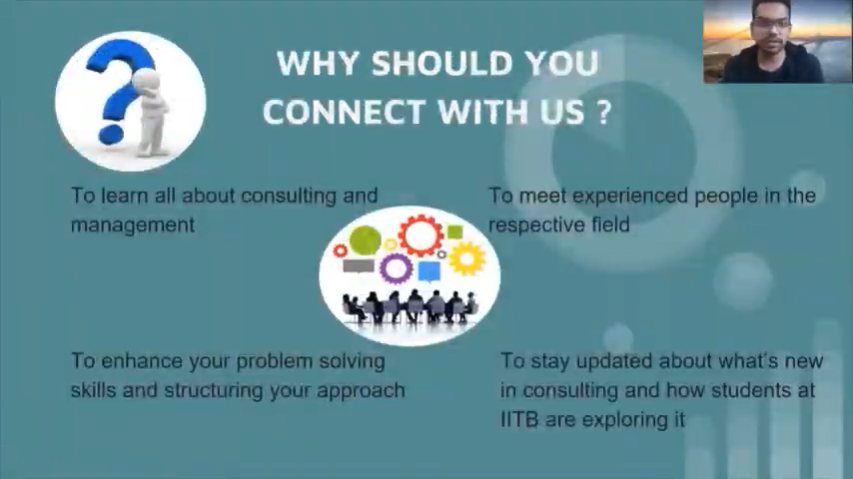 WHY SHOULD YOU
CONNECT WITH US ?
To learn all about consulting and
management
To meet experienced people in the
respective field
To enhance your problem solving
skills and structuring your approach
To stay updated about what's new
in consulting and how students at
IITB are exploring it